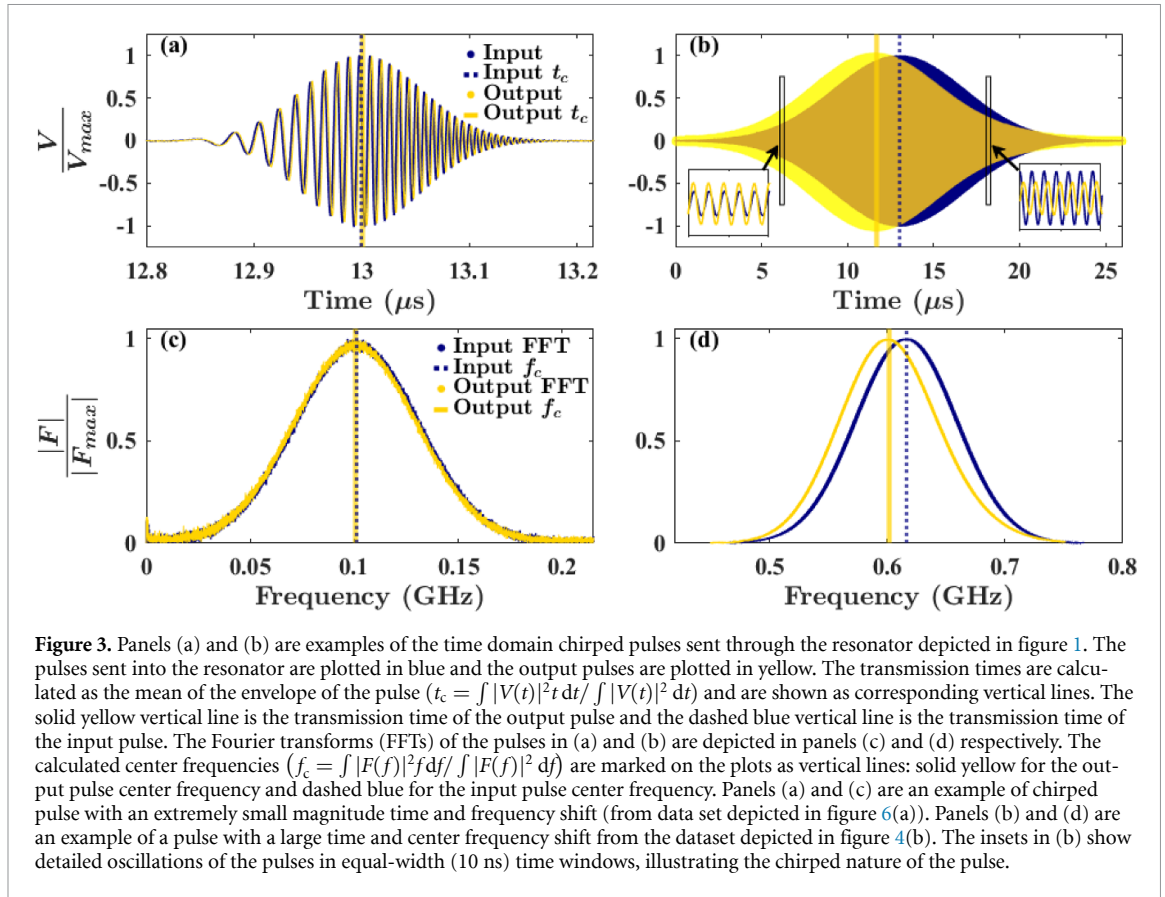 (a)
Input
Input t_c
Output
Output t_c
1
0.5
0
-0.5
-1
V
V_max
12.8 12.9 13 13.1 13.2
Time (μs)
(b)
1
0.5
0
-0.5
-1
0 5 10 15 20 25
Time (μs)
(c)
Input FFT
Input f_c
Output FFT
Output f_c
1
0.5
0
|F|
|F_max|
0 0.05 0.1 0.15 0.2
Frequency (GHz)
(d)
1
0.5
0
0.5 0.6 0.7 0.8
Frequency (GHz)
Figure 3. Panels (a) and (b) are examples of the time domain chirped pulses sent through the resonator depicted in figure 1. The
pulses sent into the resonator are plotted in blue and the output pulses are plotted in yellow. The transmission times are calcu-
lated as the mean of the envelope of the pulse (t_c = ∫ |V(t)|²t dt/ ∫ |V(t)|² dt) and are shown as corresponding vertical lines. The
solid yellow vertical line is the transmission time of the output pulse and the dashed blue vertical line is the transmission time of
the input pulse. The Fourier transforms (FFTs) of the pulses in (a) and (b) are depicted in panels (c) and (d) respectively. The
calculated center frequencies (f_c = ∫ |F(f)|²f df/ ∫ |F(f)|² df) are marked on the plots as vertical lines: solid yellow for the out-
put pulse center frequency and dashed blue for the input pulse center frequency. Panels (a) and (c) are an example of chirped
pulse with an extremely small magnitude time and frequency shift (from data set depicted in figure 6(a)). Panels (b) and (d) are
an example of a pulse with a large time and center frequency shift from the dataset depicted in figure 4(b). The insets in (b) show
detailed oscillations of the pulses in equal-width (10 ns) time windows, illustrating the chirped nature of the pulse.